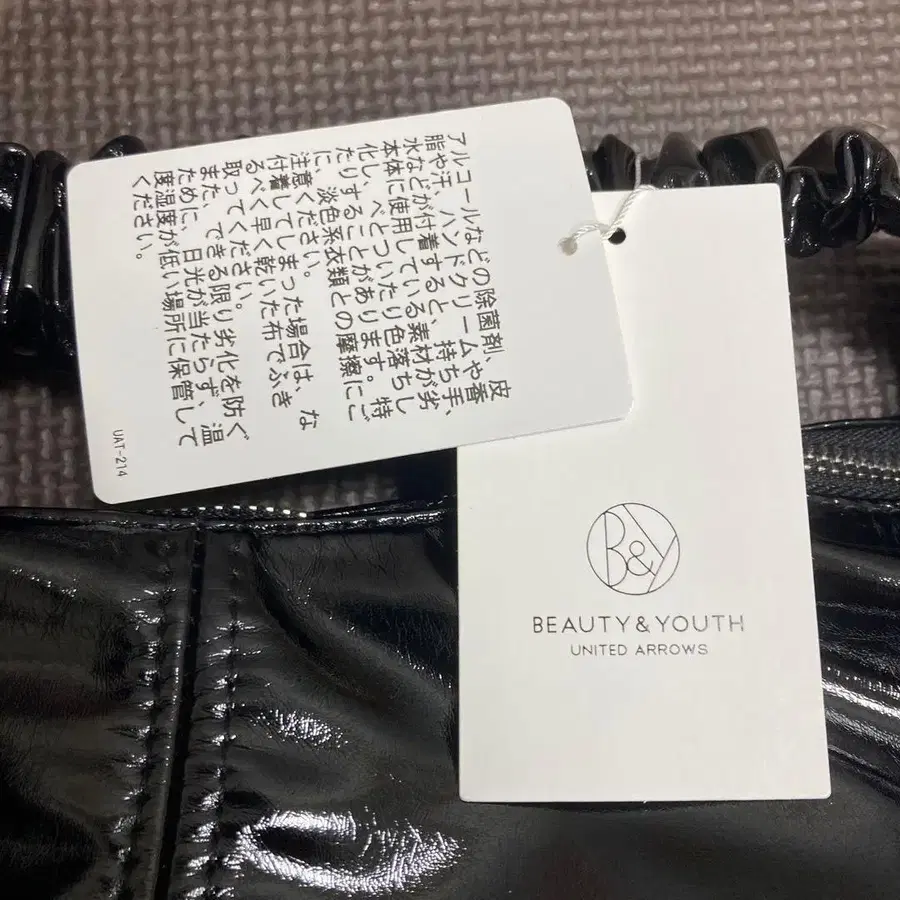 アルコールなどの除菌剤、皮
脂や汗、ハンドクリームや香
水などが付着すると、持ち手、
本体に使用している素材が劣
化し、べとついたり色落ちし
たりすることがあります。特
に、淡色系衣類との摩擦にご
注意ください。
付着してしまった場合は、な
るべく早く乾いた布でふき
取ってください。
また、できる限り劣化を防ぐ
ために、日光が当たらず、温
度湿度が低い場所に保管して
ください。
UAT-214
B&Y
BEAUTY&YOUTH
UNITED ARROWS